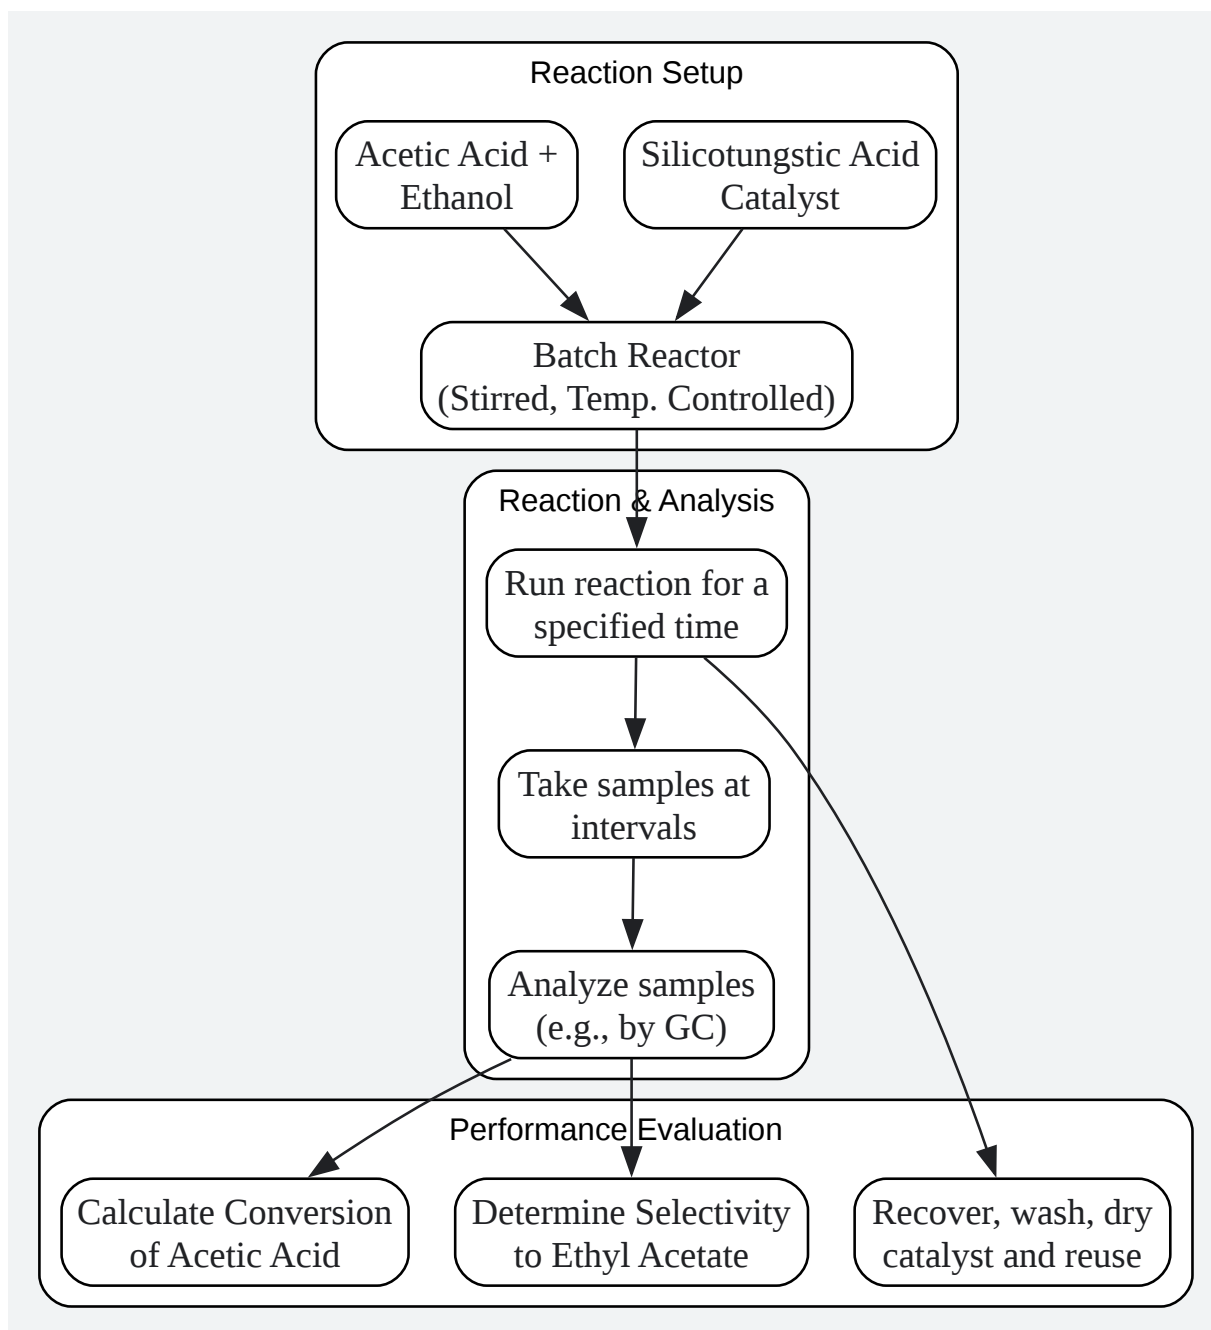 Reaction Setup
Acetic Acid +
Ethanol
Silicotungstic Acid
Catalyst
Batch Reactor
(Stirred, Temp. Controlled)
Reaction & Analysis
Run reaction for a
specified time
Take samples at
intervals
Analyze samples
(e.g., by GC)
Performance Evaluation
Calculate Conversion
of Acetic Acid
Determine Selectivity
to Ethyl Acetate
Recover, wash, dry
catalyst and reuse